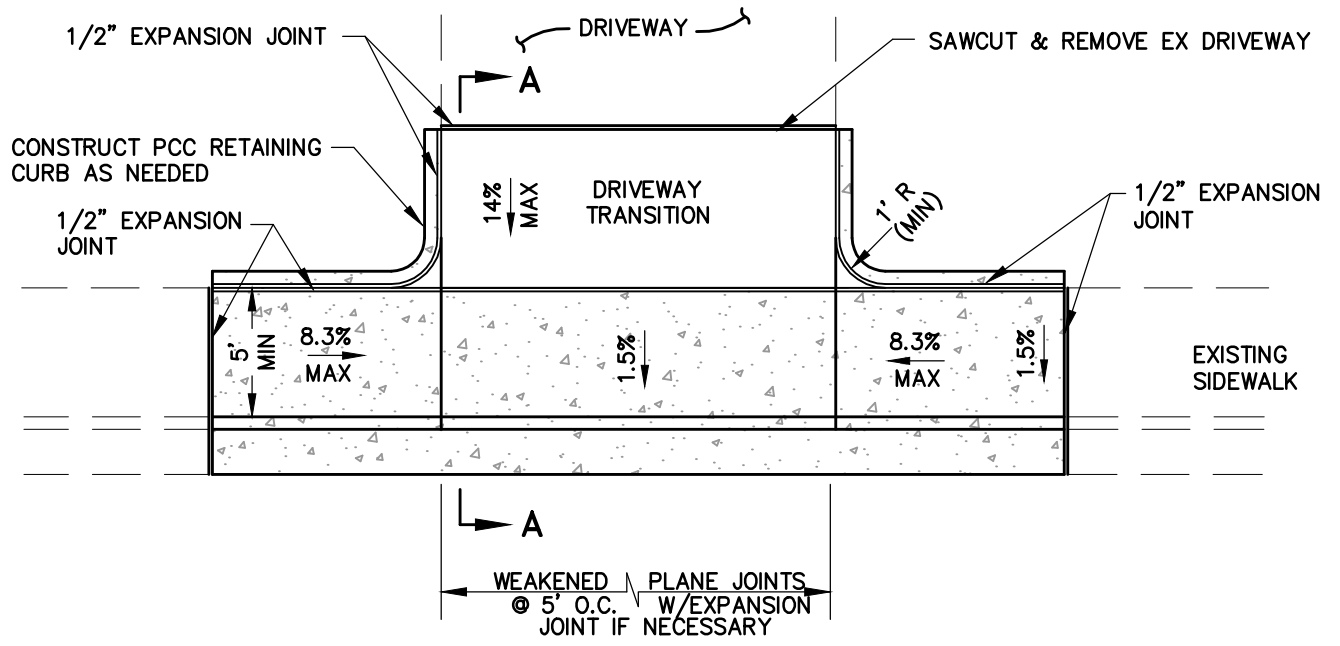 DRIVEWAY
1/2" EXPANSION JOINT
SAWCUT & REMOVE EX DRIVEWAY
A
CONSTRUCT PCC RETAINING
CURB AS NEEDED
14%
MAX
DRIVEWAY
TRANSITION
1' R
(MIN)
1/2" EXPANSION
JOINT
1/2" EXPANSION
JOINT
5'
MIN
8.3%
MAX
1.5%
8.3%
MAX
1.5%
EXISTING
SIDEWALK
A
WEAKENED PLANE JOINTS
@ 5' O.C. W/EXPANSION
JOINT IF NECESSARY